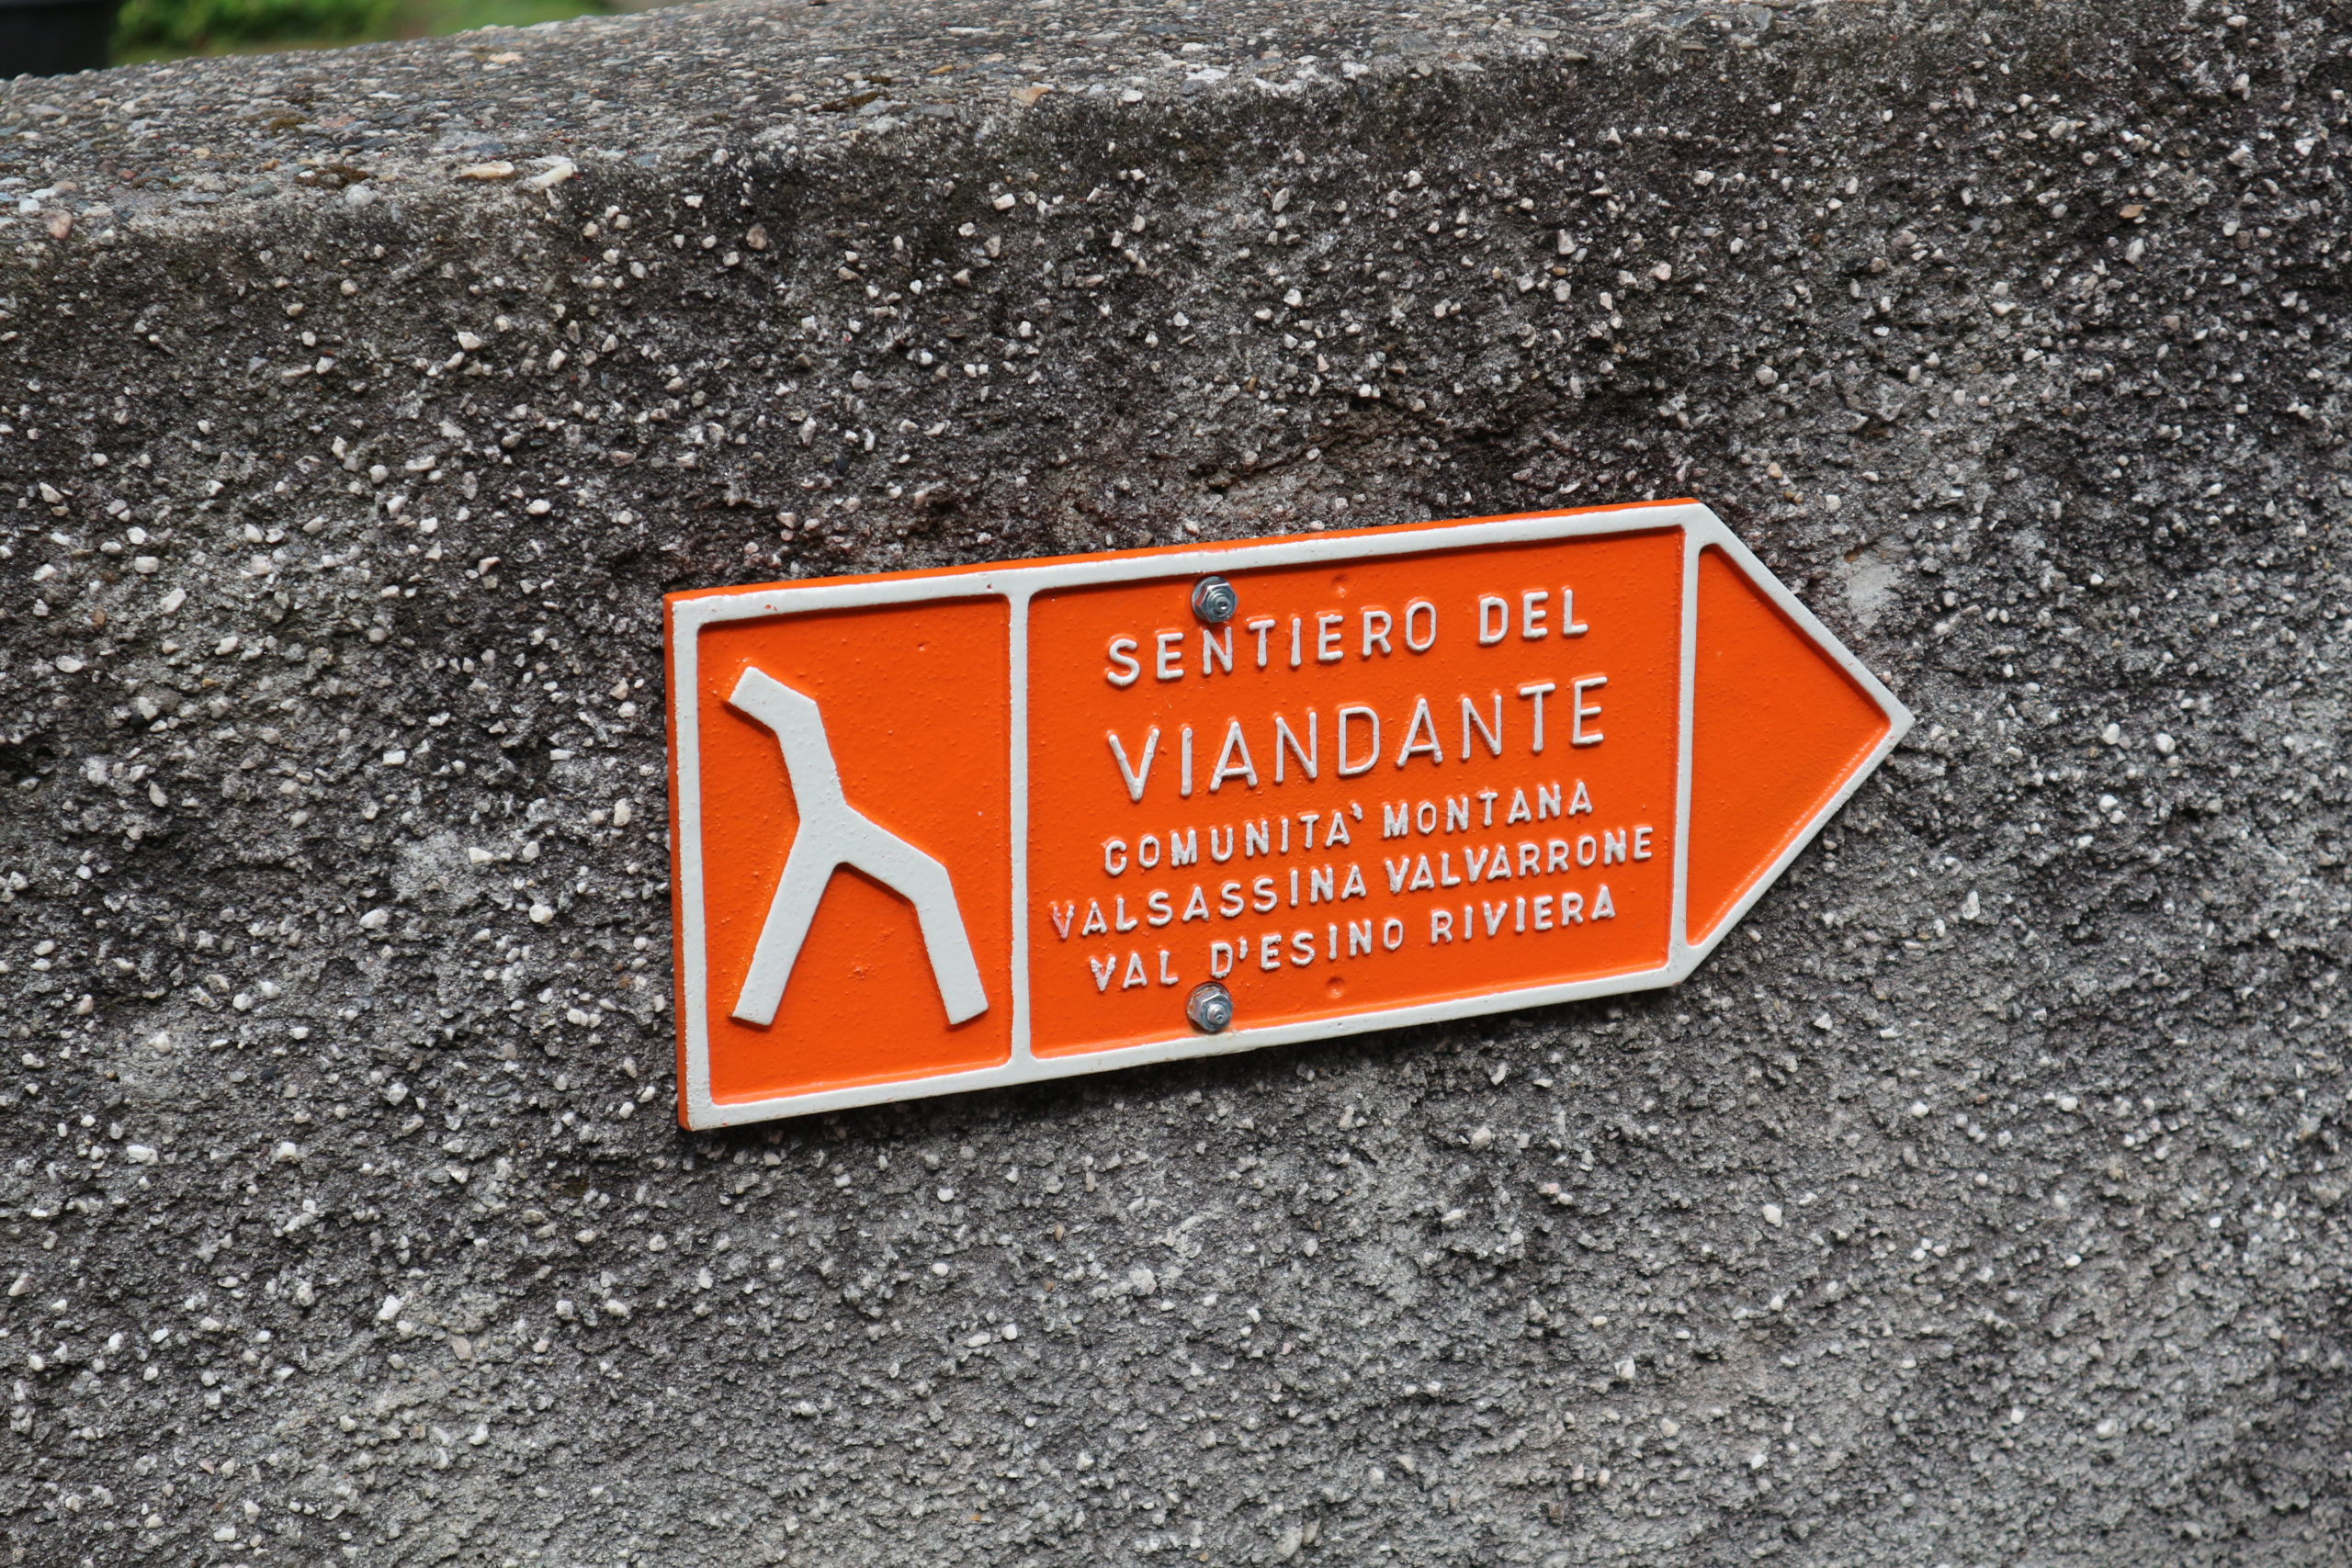 SENTIERO DEL
VIANDANTE
COMUNITA' MONTANA
VALSASSINA VALVARRONE
VAL D'ESINO RIVIERA